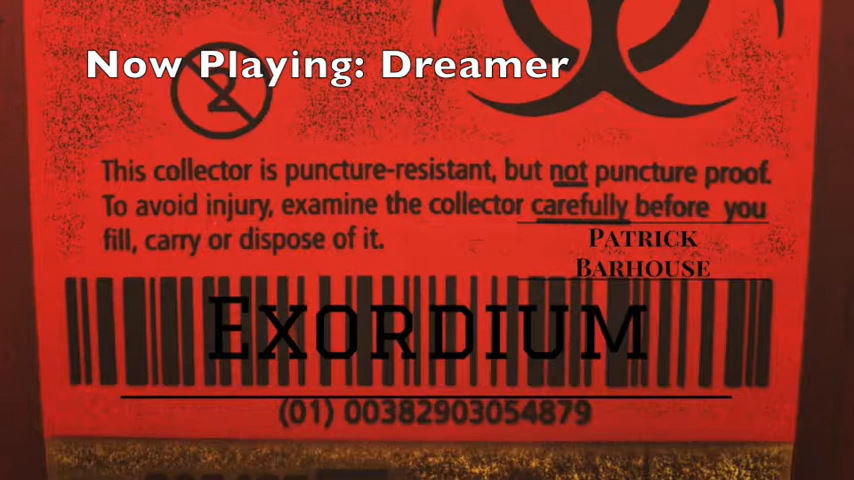 Now Playing: Dreamer
2
This collector is puncture-resistant, but not puncture proof.
To avoid injury, examine the collector carefully before you
fill, carry or dispose of it.
PATRICK
BARHOUSE
EXORDIUM
(01) 00382903054879